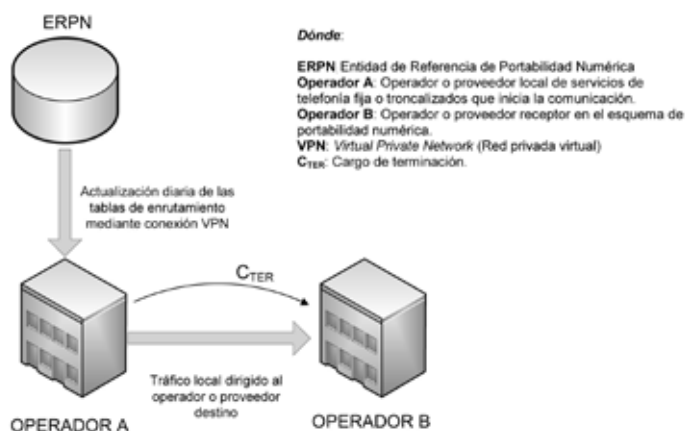 ERPN
Dónde:
ERPN Entidad de Referencia de Portabilidad Numérica
Operador A: Operador o proveedor local de servicios de
telefonía fija o troncalizados que inicia la comunicación.
Operador B: Operador o proveedor receptor en el esquema de
portabilidad numérica.
VPN: Virtual Private Network (Red privada virtual)
CTER: Cargo de terminación.
Actualización diaria de las
tablas de enrutamiento
mediante conexión VPN
CTER
Tráfico local dirigido al
operador o proveedor
destino
OPERADOR A
OPERADOR B